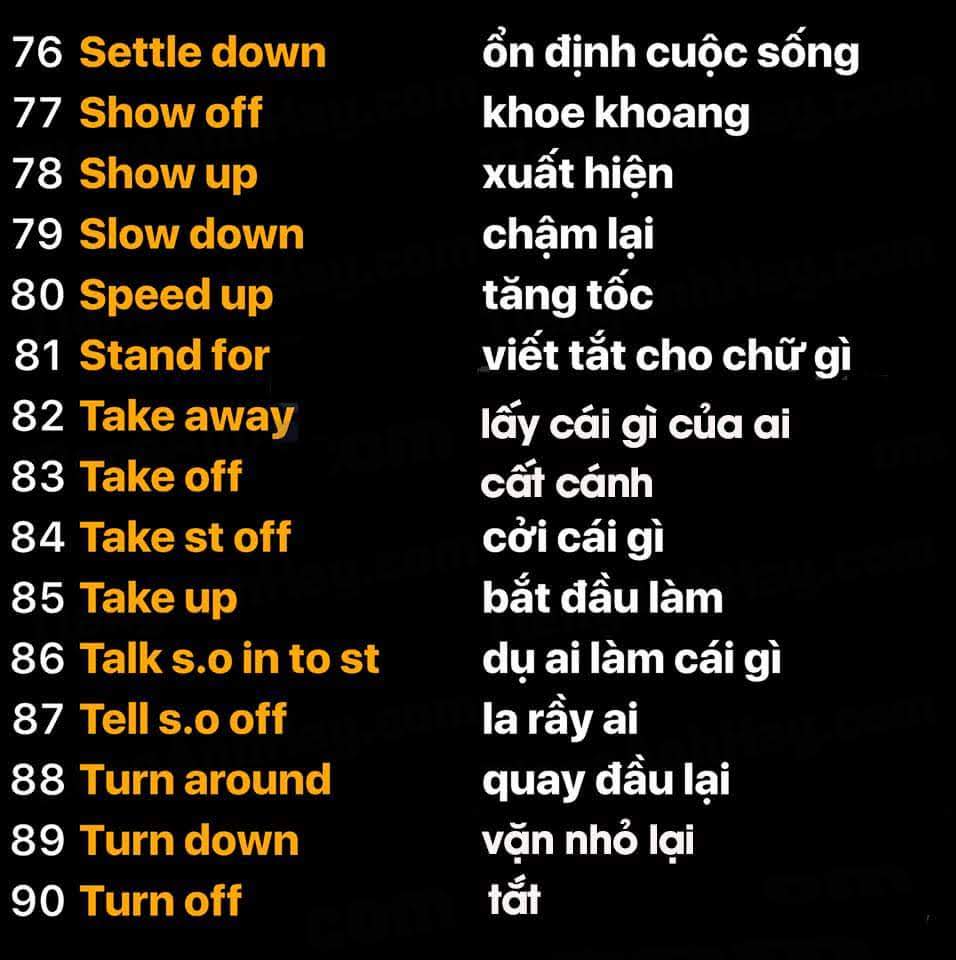 76 Settle down ổn định cuộc sống
77 Show off khoe khoang
78 Show up xuất hiện
79 Slow down chậm lại
80 Speed up tăng tốc
81 Stand for viết tắt cho chữ gì
82 Take away lấy cái gì của ai
83 Take off cất cánh
84 Take st off cởi cái gì
85 Take up bắt đầu làm
86 Talk s.o in to st dụ ai làm cái gì
87 Tell s.o off la rầy ai
88 Turn around quay đầu lại
89 Turn down vặn nhỏ lại
90 Turn off tắt